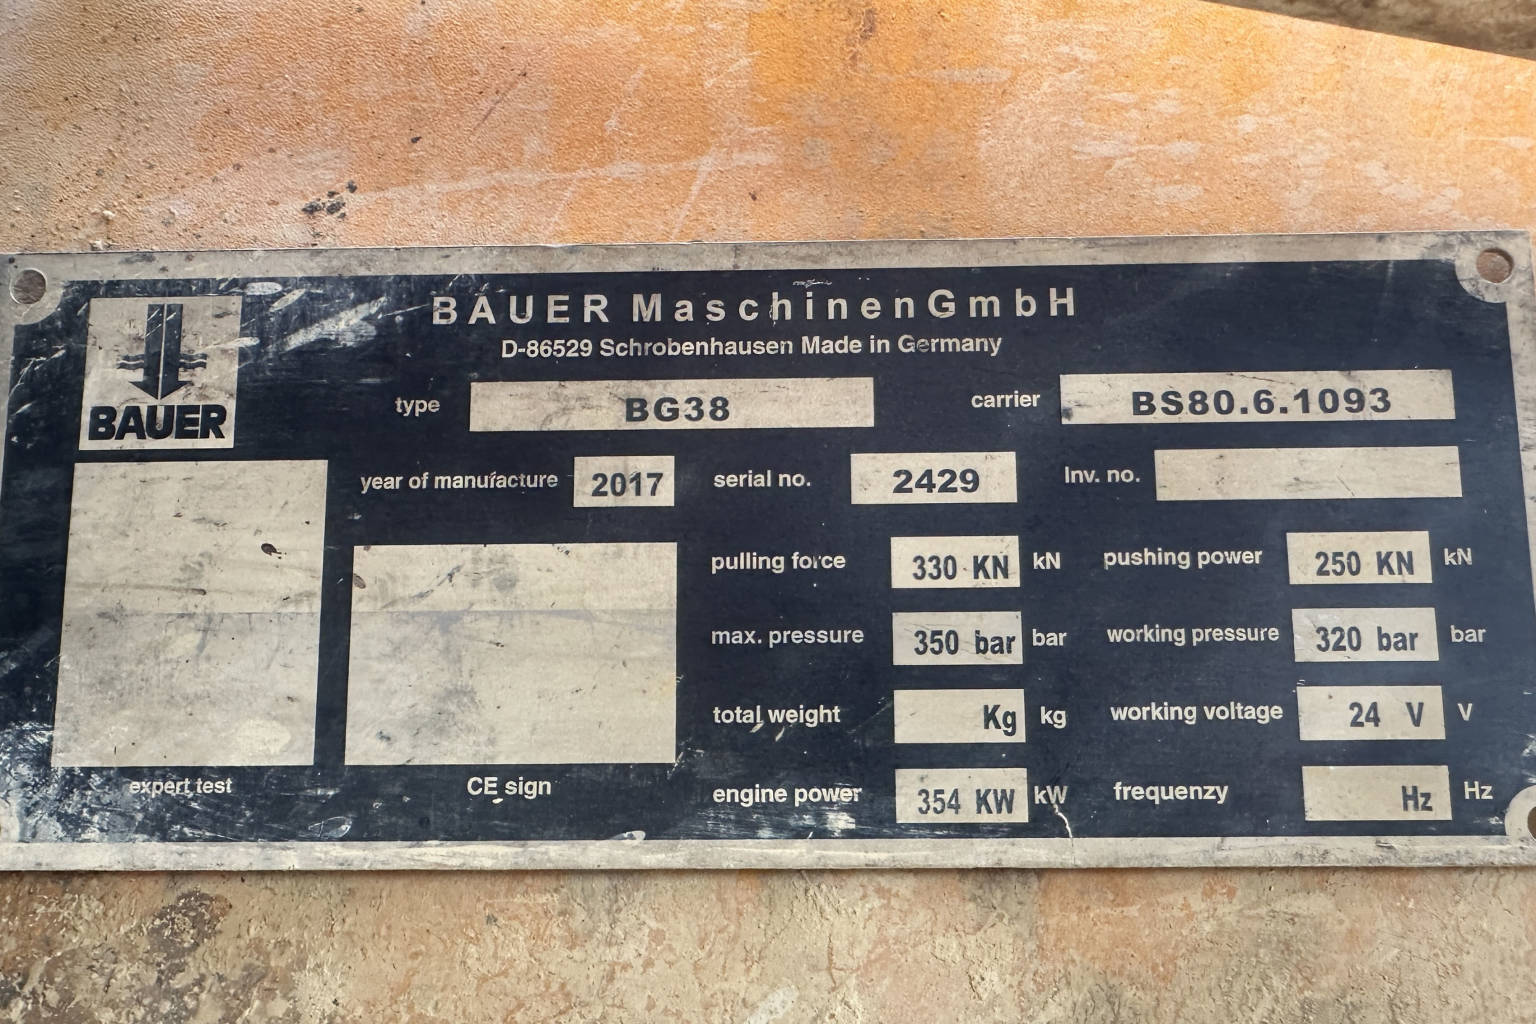 BAUER Maschinen GmbH
D-86529 Schrobenhausen Made in Germany
BAUER
type BG38 carrier BS80.6.1093
year of manufacture 2017 serial no. 2429 Inv. no.
pulling force 330 KN kN pushing power 250 KN kN
max. pressure 350 bar bar working pressure 320 bar bar
total weight Kg kg working voltage 24 V V
engine power 354 KW kW frequenzy Hz Hz
expert test CE sign